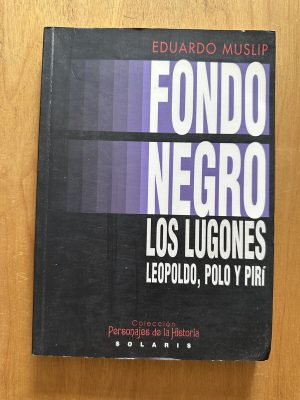 EDUARDO MUSLIP
FONDO
NEGRO
LOS LUGONES
LEOPOLDO, POLO Y PIRÍ
Colección
Personajes de la Historia
SOLARIS